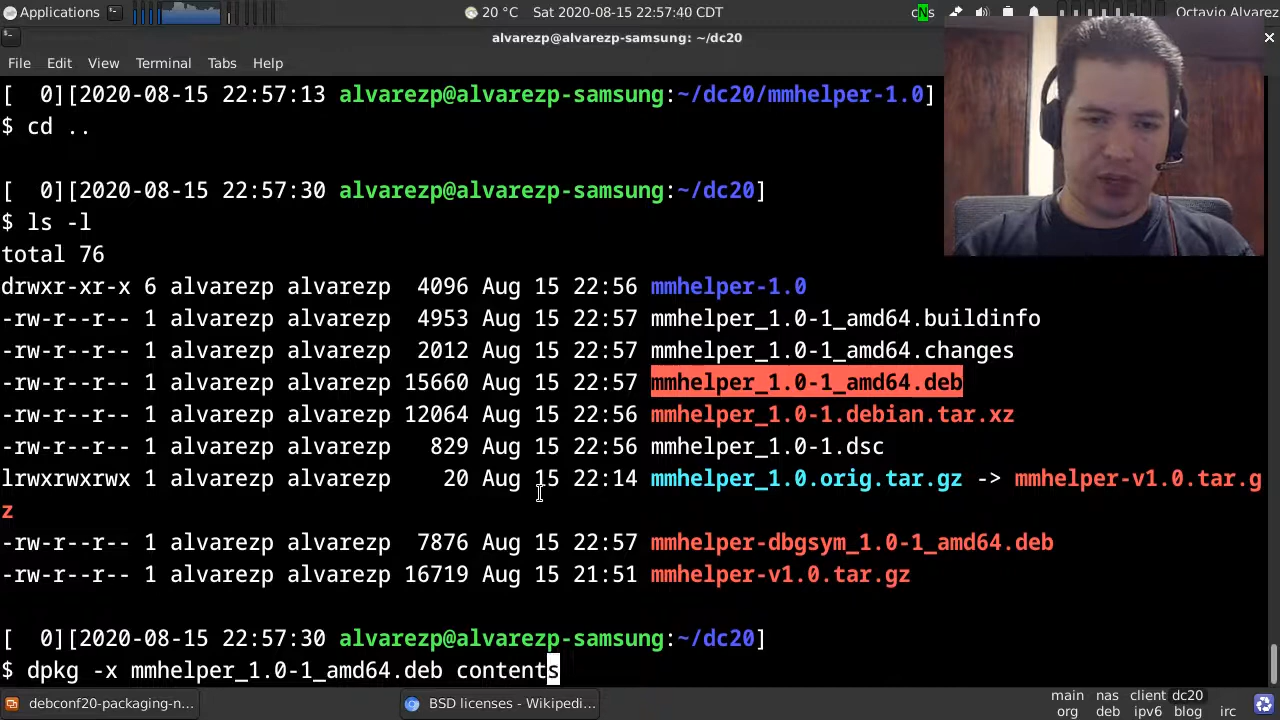 Applications
20 °C Sat 2020-08-15 22:57:40 CDT
Octavio Alvarez
alvarezp@alvarezp-samsung: ~/dc20
File Edit View Terminal Tabs Help
[  0][2020-08-15 22:57:13 alvarezp@alvarezp-samsung:~/dc20/mmhelper-1.0]
$ cd ..
[  0][2020-08-15 22:57:30 alvarezp@alvarezp-samsung:~/dc20]
$ ls -l
total 76
drwxr-xr-x 6 alvarezp alvarezp  4096 Aug 15 22:56 mmhelper-1.0
-rw-r--r-- 1 alvarezp alvarezp  4953 Aug 15 22:57 mmhelper_1.0-1_amd64.buildinfo
-rw-r--r-- 1 alvarezp alvarezp  2012 Aug 15 22:57 mmhelper_1.0-1_amd64.changes
-rw-r--r-- 1 alvarezp alvarezp 15660 Aug 15 22:57 mmhelper_1.0-1_amd64.deb
-rw-r--r-- 1 alvarezp alvarezp 12064 Aug 15 22:56 mmhelper_1.0-1.debian.tar.xz
-rw-r--r-- 1 alvarezp alvarezp   829 Aug 15 22:56 mmhelper_1.0-1.dsc
lrwxrwxrwx 1 alvarezp alvarezp    20 Aug 15 22:14 mmhelper_1.0.orig.tar.gz -> mmhelper-v1.0.tar.g
z
-rw-r--r-- 1 alvarezp alvarezp  7876 Aug 15 22:57 mmhelper-dbgsym_1.0-1_amd64.deb
-rw-r--r-- 1 alvarezp alvarezp 16719 Aug 15 21:51 mmhelper-v1.0.tar.gz
[  0][2020-08-15 22:57:30 alvarezp@alvarezp-samsung:~/dc20]
$ dpkg -x mmhelper_1.0-1_amd64.deb contents
debconf20-packaging-n...
BSD licenses - Wikipedi...
main nas client dc20
org deb ipv6 blog irc